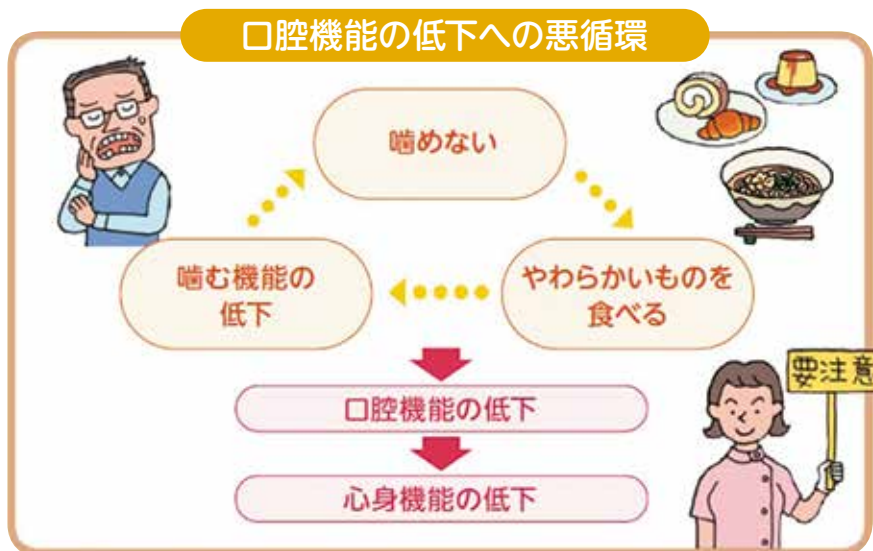 口腔機能の低下への悪循環
噛めない
やわらかいものを
食べる
噛む機能の
低下
口腔機能の低下
心身機能の低下
要注意